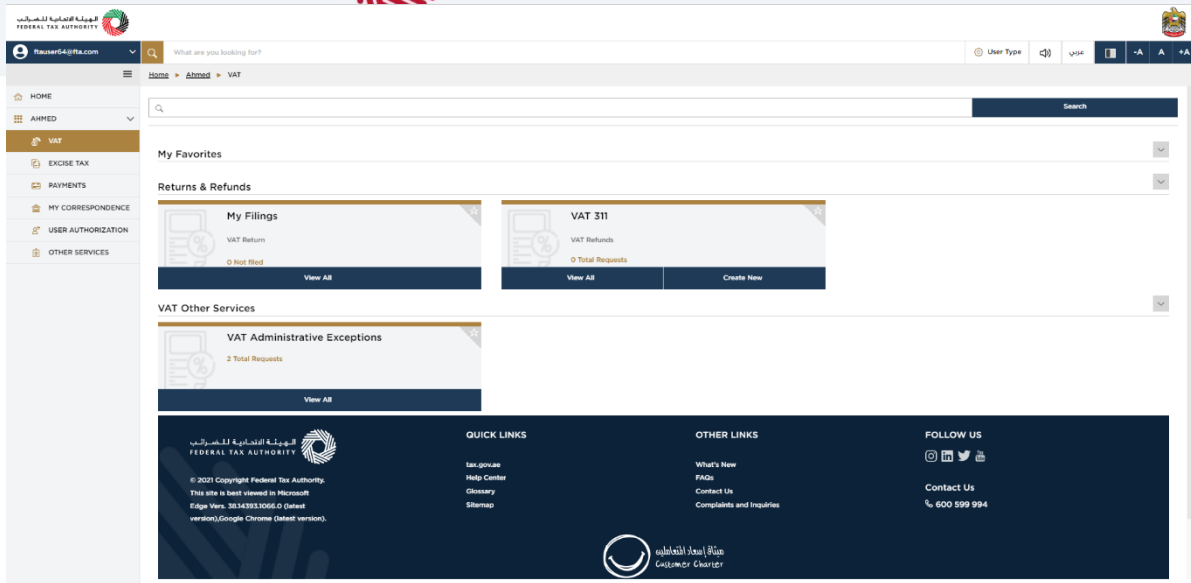 الهيئة الاتحادية للضرائب
FEDERAL TAX AUTHORITY
ftauser64@fta.com
What are you looking for?
User Type
عربي
-A
A
+A
Home ▸ Ahmed ▸ VAT
HOME
AHMED
VAT
EXCISE TAX
PAYMENTS
MY CORRESPONDENCE
USER AUTHORIZATION
OTHER SERVICES
Search
My Favorites
Returns & Refunds
My Filings
VAT Return
0 Not filed
View All
VAT 311
VAT Refunds
0 Total Requests
View All
Create New
VAT Other Services
VAT Administrative Exceptions
2 Total Requests
View All
الهيئة الاتحادية للضرائب
FEDERAL TAX AUTHORITY
© 2021 Copyright Federal Tax Authority.
This site is best viewed in Microsoft
Edge Vers. 38.14393.1066.0 (latest
version),Google Chrome (latest version).
QUICK LINKS
tax.gov.ae
Help Center
Glossary
Sitemap
OTHER LINKS
What's New
FAQs
Contact Us
Complaints and Inquiries
FOLLOW US
Contact Us
600 599 994
ميثاق إسعاد المتعاملين
Customer Charter